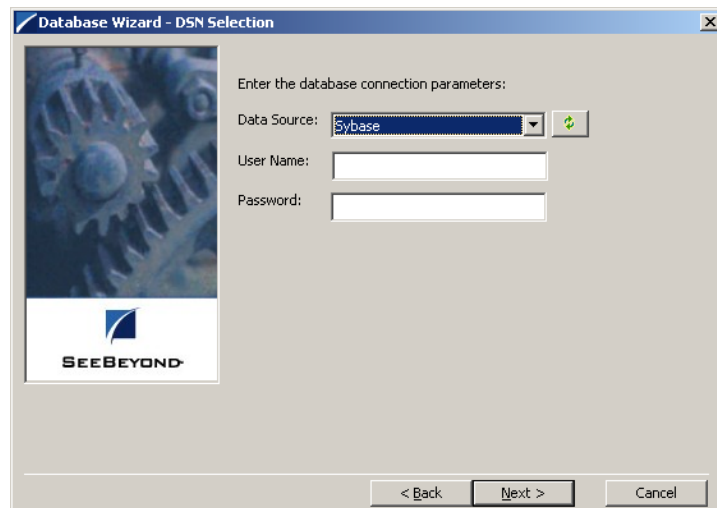 Database Wizard - DSN Selection
Enter the database connection parameters:
Data Source: Sybase
User Name:
Password:
SEEBEYOND
< Back Next > Cancel